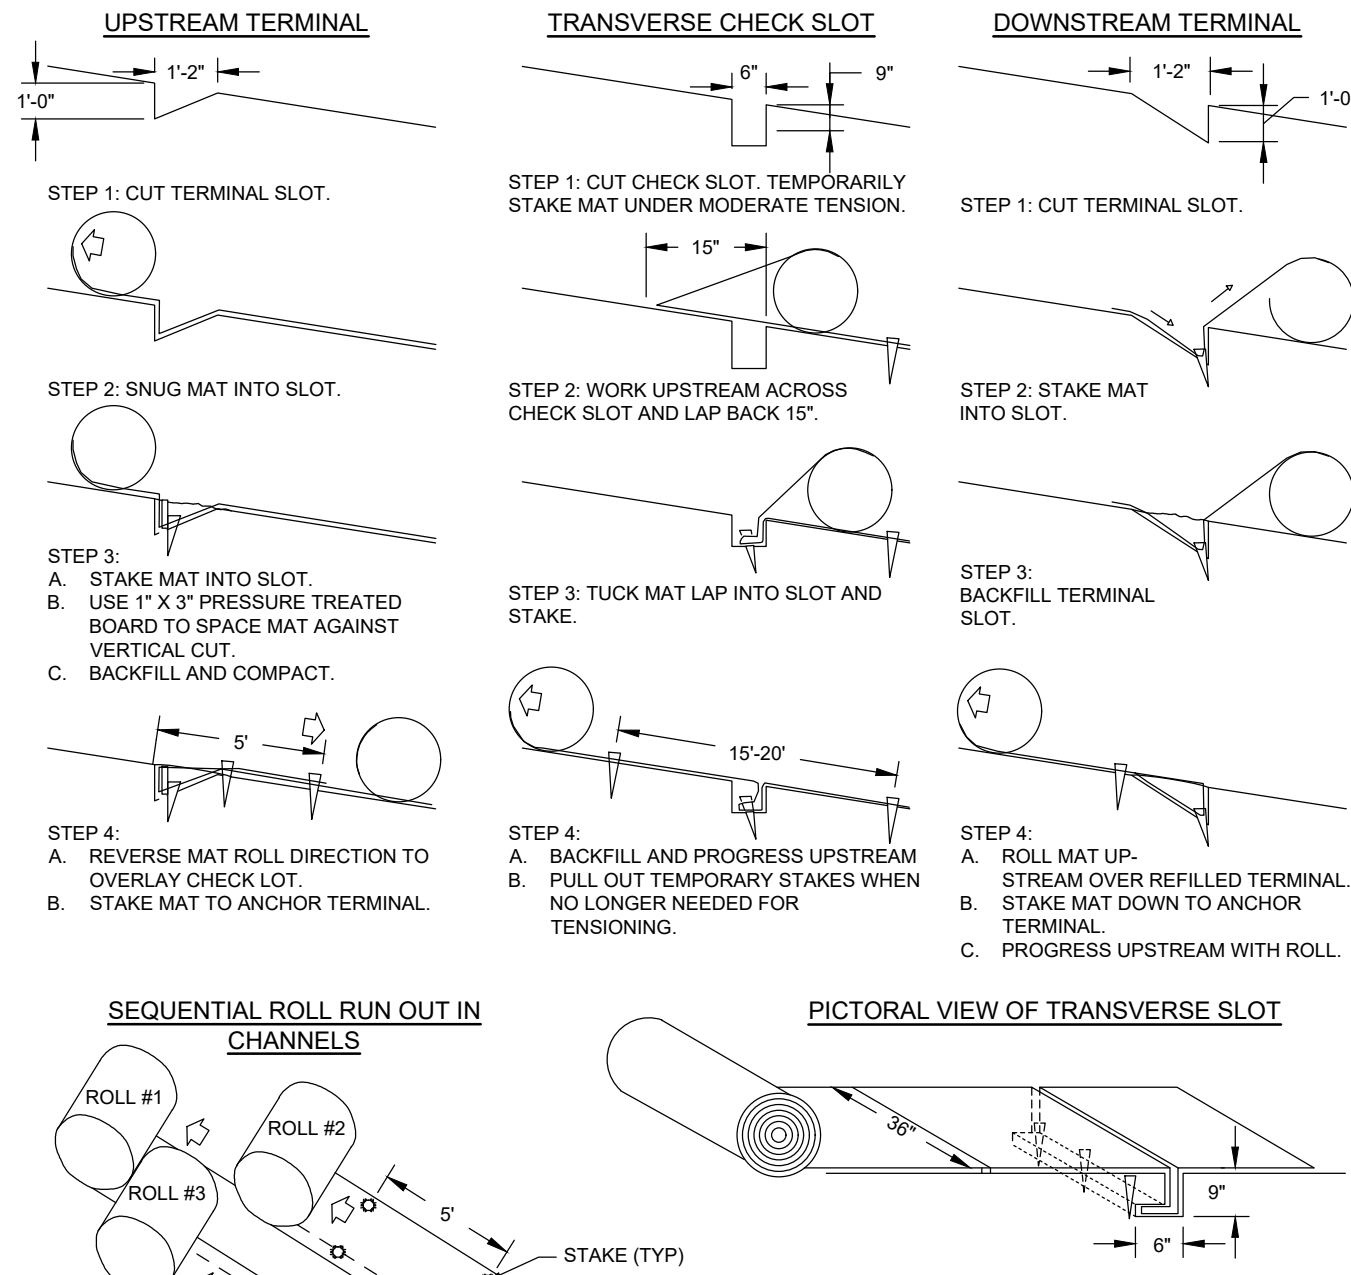 UPSTREAM TERMINAL
1'-2"
1'-0"
STEP 1: CUT TERMINAL SLOT.
STEP 2: SNUG MAT INTO SLOT.
STEP 3:
A. STAKE MAT INTO SLOT.
B. USE 1" X 3" PRESSURE TREATED
BOARD TO SPACE MAT AGAINST
VERTICAL CUT.
C. BACKFILL AND COMPACT.
5'
STEP 4:
A. REVERSE MAT ROLL DIRECTION TO
OVERLAY CHECK LOT.
B. STAKE MAT TO ANCHOR TERMINAL.
TRANSVERSE CHECK SLOT
6"
9"
STEP 1: CUT CHECK SLOT. TEMPORARILY
STAKE MAT UNDER MODERATE TENSION.
15"
STEP 2: WORK UPSTREAM ACROSS
CHECK SLOT AND LAP BACK 15".
STEP 3: TUCK MAT LAP INTO SLOT AND
STAKE.
15'-20'
STEP 4:
A. BACKFILL AND PROGRESS UPSTREAM
B. PULL OUT TEMPORARY STAKES WHEN
NO LONGER NEEDED FOR
TENSIONING.
DOWNSTREAM TERMINAL
1'-2"
1'-0
STEP 1: CUT TERMINAL SLOT.
STEP 2: STAKE MAT
INTO SLOT.
STEP 3:
BACKFILL TERMINAL
SLOT.
STEP 4:
A. ROLL MAT UP-
STREAM OVER REFILLED TERMINAL.
B. STAKE MAT DOWN TO ANCHOR
TERMINAL.
C. PROGRESS UPSTREAM WITH ROLL.
SEQUENTIAL ROLL RUN OUT IN
CHANNELS
ROLL #1
ROLL #2
ROLL #3
5'
STAKE (TYP)
PICTORAL VIEW OF TRANSVERSE SLOT
36"
9"
6"